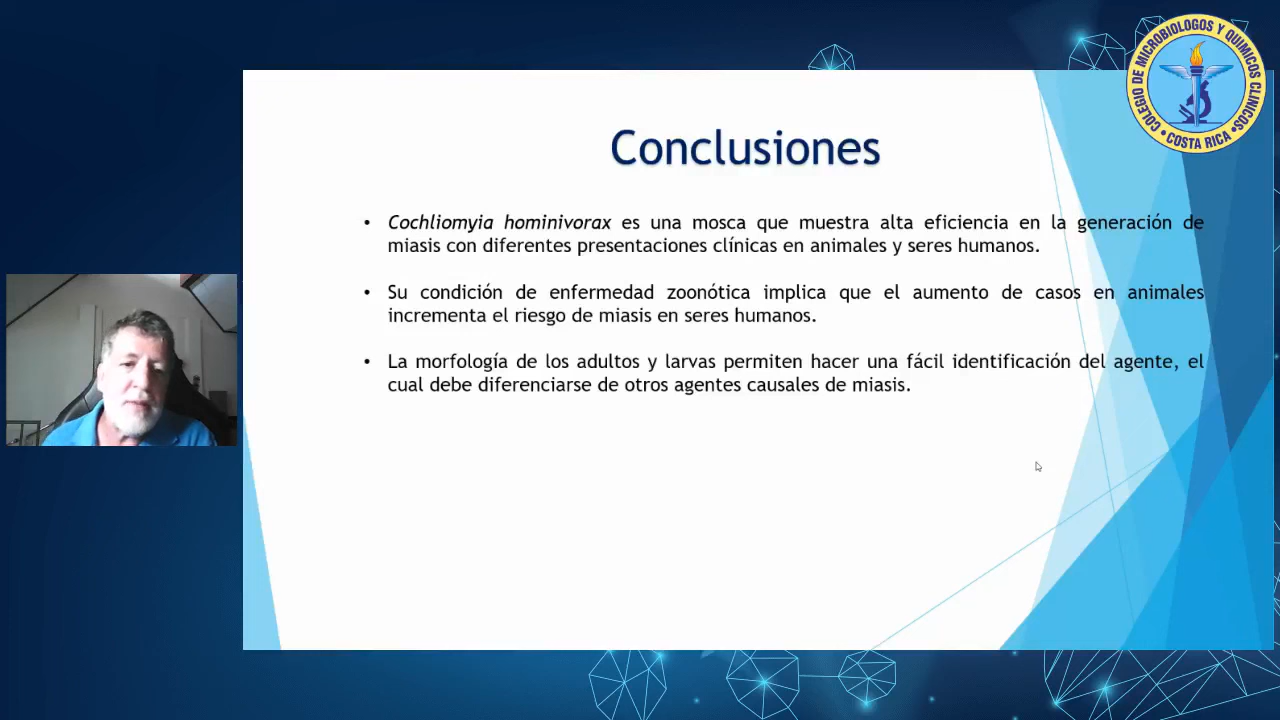 COLEGIO DE MICROBIOLOGOS Y QUIMICOS CLINICOS
• COSTA RICA •
Conclusiones
• Cochliomyia hominivorax es una mosca que muestra alta eficiencia en la generación de
miasis con diferentes presentaciones clínicas en animales y seres humanos.
• Su condición de enfermedad zoonótica implica que el aumento de casos en animales
incrementa el riesgo de miasis en seres humanos.
• La morfología de los adultos y larvas permiten hacer una fácil identificación del agente, el
cual debe diferenciarse de otros agentes causales de miasis.